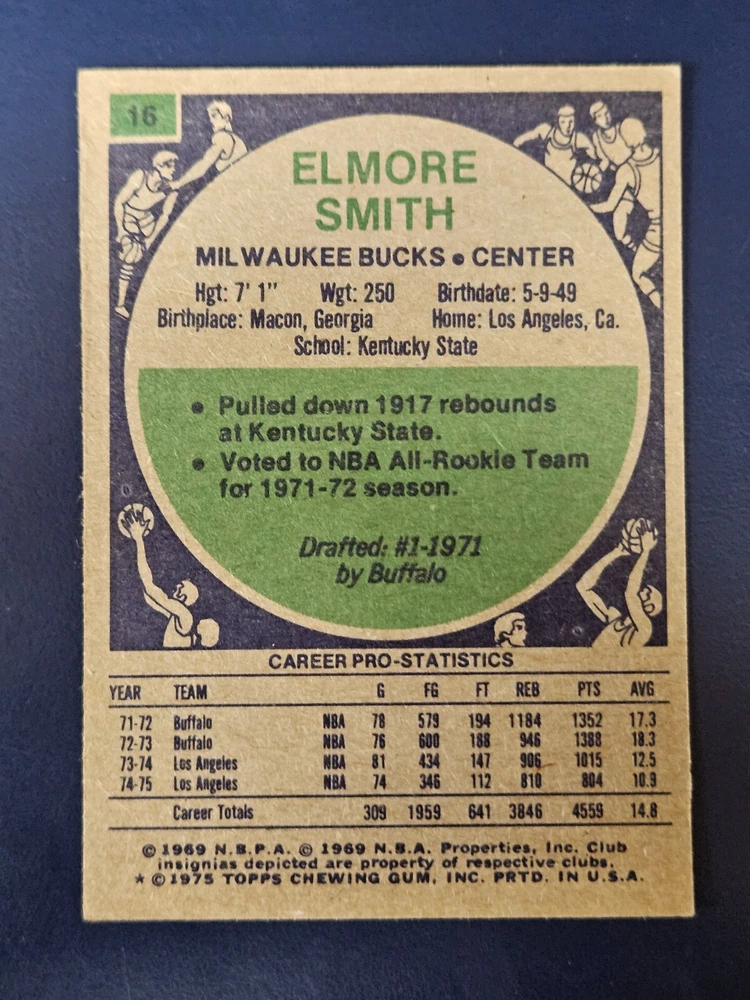 16
ELMORE
SMITH
MILWAUKEE BUCKS • CENTER
Hgt: 7' 1" Wgt: 250 Birthdate: 5-9-49
Birthplace: Macon, Georgia Home: Los Angeles, Ca.
School: Kentucky State
• Pulled down 1917 rebounds
at Kentucky State.
• Voted to NBA All-Rookie Team
for 1971-72 season.
Drafted: #1-1971
by Buffalo
CAREER PRO-STATISTICS
YEAR TEAM G FG FT REB PTS AVG
71-72 Buffalo NBA 78 579 194 1184 1352 17.3
72-73 Buffalo NBA 76 600 188 946 1388 18.3
73-74 Los Angeles NBA 81 434 147 906 1015 12.5
74-75 Los Angeles NBA 74 346 112 810 804 10.9
Career Totals 309 1959 641 3846 4559 14.8
© 1969 N.B.P.A. © 1969 N.B.A. Properties, Inc. Club
insignias depicted are property of respective clubs.
* © 1975 TOPPS CHEWING GUM, INC. PRTD. IN U.S.A.